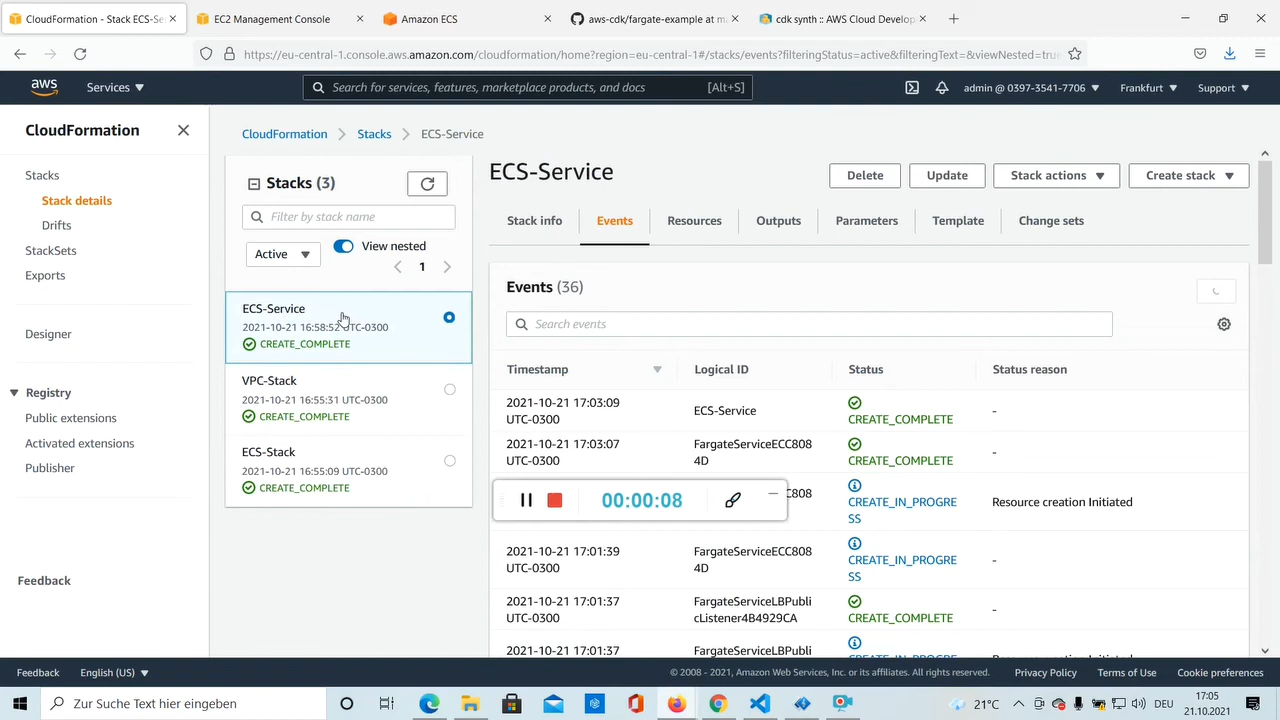 CloudFormation - Stack ECS-Se
EC2 Management Console
Amazon ECS
aws-cdk/fargate-example at m
cdk synth :: AWS Cloud Develop
https://eu-central-1.console.aws.amazon.com/cloudformation/home?region=eu-central-1#/stacks/events?filteringStatus=active&filteringText=&viewNested=true
aws
Services
Search for services, features, marketplace products, and docs
[Alt+S]
admin @ 0397-3541-7706
Frankfurt
Support
CloudFormation
Stacks
Stack details
Drifts
StackSets
Exports
Designer
Registry
Public extensions
Activated extensions
Publisher
Feedback
CloudFormation
Stacks
ECS-Service
Stacks (3)
Filter by stack name
Active
View nested
1
ECS-Service
2021-10-21 16:58:52 UTC-0300
CREATE_COMPLETE
VPC-Stack
2021-10-21 16:55:31 UTC-0300
CREATE_COMPLETE
ECS-Stack
2021-10-21 16:55:09 UTC-0300
CREATE_COMPLETE
ECS-Service
Delete
Update
Stack actions
Create stack
Stack info
Events
Resources
Outputs
Parameters
Template
Change sets
Events (36)
Search events
Timestamp
Logical ID
Status
Status reason
2021-10-21 17:03:09
UTC-0300
ECS-Service
CREATE_COMPLETE
-
2021-10-21 17:03:07
UTC-0300
FargateServiceECC808
4D
CREATE_COMPLETE
-
C808
CREATE_IN_PROGRE
SS
Resource creation Initiated
00:00:08
2021-10-21 17:01:39
UTC-0300
FargateServiceECC808
4D
CREATE_IN_PROGRE
SS
-
2021-10-21 17:01:37
UTC-0300
FargateServiceLBPubli
cListener4B4929CA
CREATE_COMPLETE
-
2021-10-21 17:01:37
FargateServiceLBPubli
CREATE_IN_PROGRE
Resource creation Initiated
Feedback
English (US)
© 2008 - 2021, Amazon Web Services, Inc. or its affiliates. All rights reserved.
Privacy Policy
Terms of Use
Cookie preferences
Zur Suche Text hier eingeben
21°C
DEU
17:05
21.10.2021